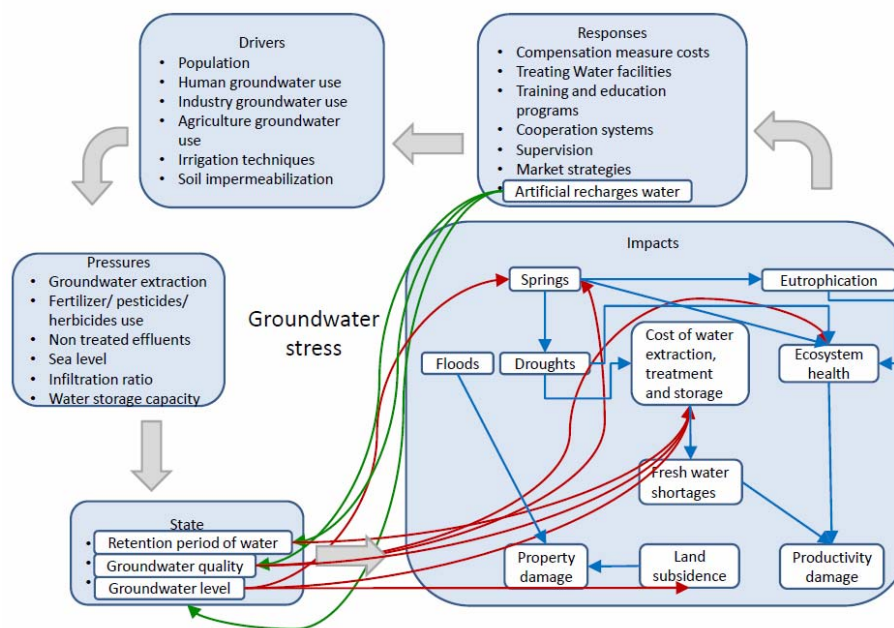 Drivers
• Population
• Human groundwater use
• Industry groundwater use
• Agriculture groundwater
use
• Irrigation techniques
• Soil impermeabilization
Responses
• Compensation measure costs
• Treating Water facilities
• Training and education
programs
• Cooperation systems
• Supervision
• Market strategies
• Artificial recharges water
Pressures
• Groundwater extraction
• Fertilizer/ pesticides/
herbicides use
• Non treated effluents
• Sea level
• Infiltration ratio
• Water storage capacity
Groundwater
stress
Impacts
Springs
Eutrophication
Floods
Droughts
Cost of water
extraction,
treatment
and storage
Ecosystem
health
Fresh water
shortages
Property
damage
Land
subsidence
Productivity
damage
State
• Retention period of water
• Groundwater quality
• Groundwater level